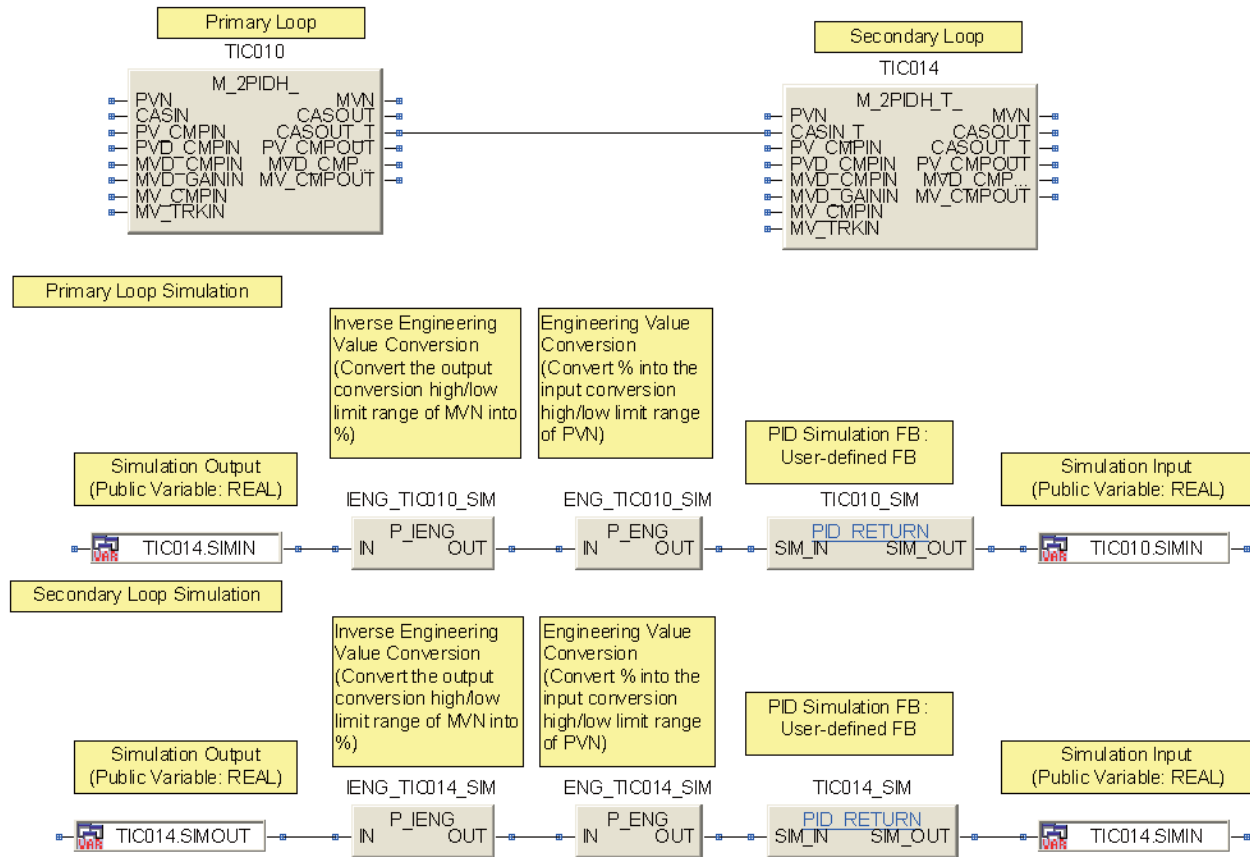 Primary Loop
TIC010
M_2PIDH_
PVN MVN
CASIN CASOUT
PV_CMPIN CASOUT_T
PVD_CMPIN PV_CMPOUT
MVD_CMPIN MVD_CMP...
MVD_GAININ MV_CMPOUT
MV_CMPIN
MV_TRKIN
Secondary Loop
TIC014
M_2PIDH_T_
PVN MVN
CASIN_T CASOUT
PV_CMPIN CASOUT_T
PVD_CMPIN PV_CMPOUT
MVD_CMPIN MVD_CMP...
MVD_GAININ MV_CMPOUT
MV_CMPIN
MV_TRKIN
Primary Loop Simulation
Inverse Engineering
Value Conversion
(Convert the output
conversion high/low
limit range of MVN into
%)
Engineering Value
Conversion
(Convert % into the
input conversion
high/low limit range
of PVN)
PID Simulation FB :
User-defined FB
Simulation Output
(Public Variable: REAL)
Simulation Input
(Public Variable: REAL)
IENG_TIC010_SIM
ENG_TIC010_SIM
TIC010_SIM
VAR TIC014.SIMIN
P_IENG
IN OUT
P_ENG
IN OUT
PID_RETURN
SIM_IN SIM_OUT
VAR TIC010.SIMIN
Secondary Loop Simulation
Inverse Engineering
Value Conversion
(Convert the output
conversion high/low
limit range of MVN into
%)
Engineering Value
Conversion
(Convert % into the
input conversion
high/low limit range
of PVN)
PID Simulation FB :
User-defined FB
Simulation Output
(Public Variable: REAL)
Simulation Input
(Public Variable: REAL)
IENG_TIC014_SIM
ENG_TIC014_SIM
TIC014_SIM
VAR TIC014.SIMOUT
P_IENG
IN OUT
P_ENG
IN OUT
PID_RETURN
SIM_IN SIM_OUT
VAR TIC014.SIMIN